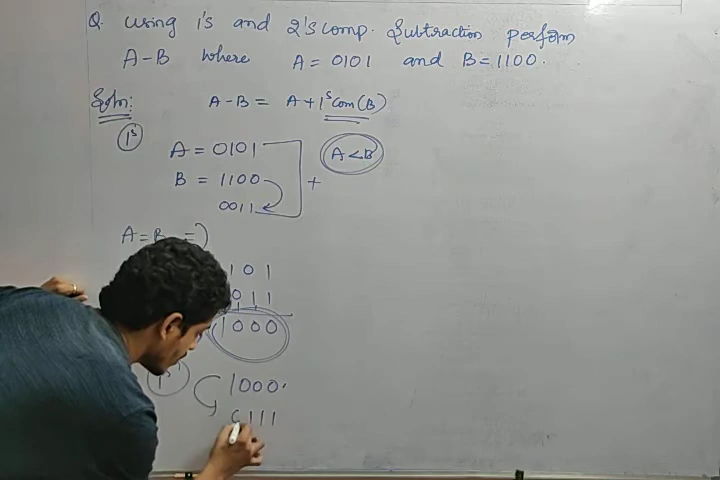 Q. Using 1's and 2's comp. Subtraction perform
A-B where A = 0101 and B = 1100.
Soln: A-B = A+1's Com(B)
1's
A = 0101 A<B
B = 1100 +
0011
A-B =>
101
011
1000
1's 1000.
0111